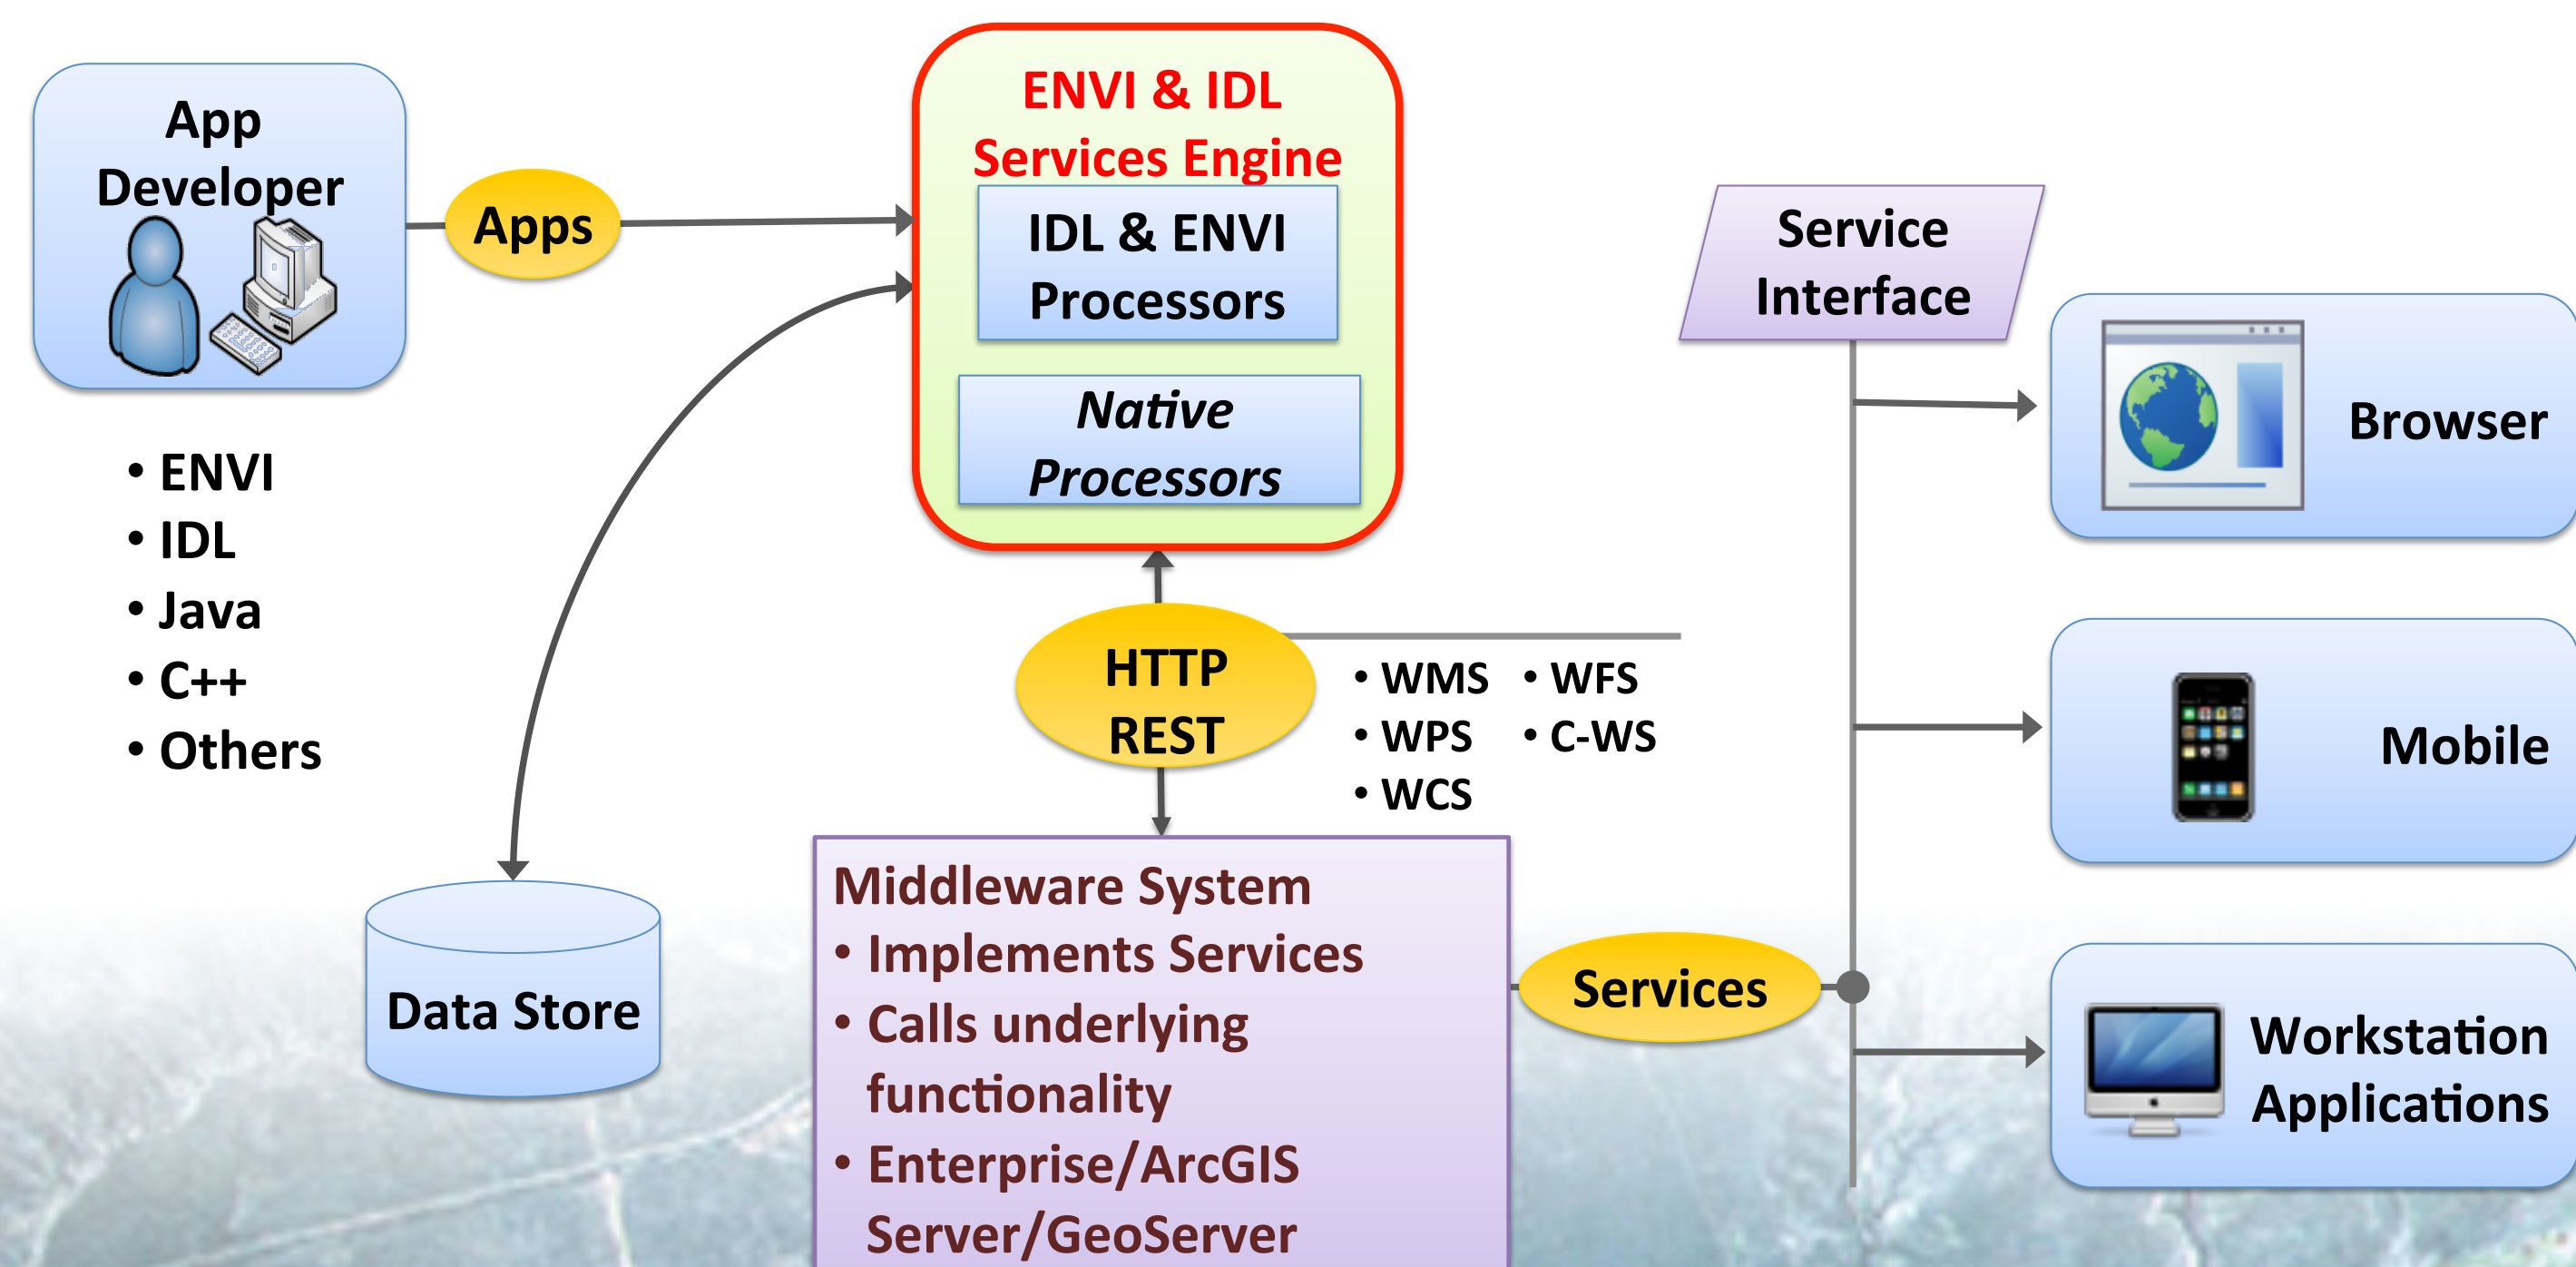 App
Developer
• ENVI
• IDL
• Java
• C++
• Others
Apps
ENVI & IDL
Services Engine
IDL & ENVI
Processors
Native
Processors
HTTP
REST
• WMS
• WPS
• WCS
• WFS
• C-WS
Data Store
Middleware System
• Implements Services
• Calls underlying
functionality
• Enterprise/ArcGIS
Server/GeoServer
Services
Service
Interface
Browser
Mobile
Workstation
Applications